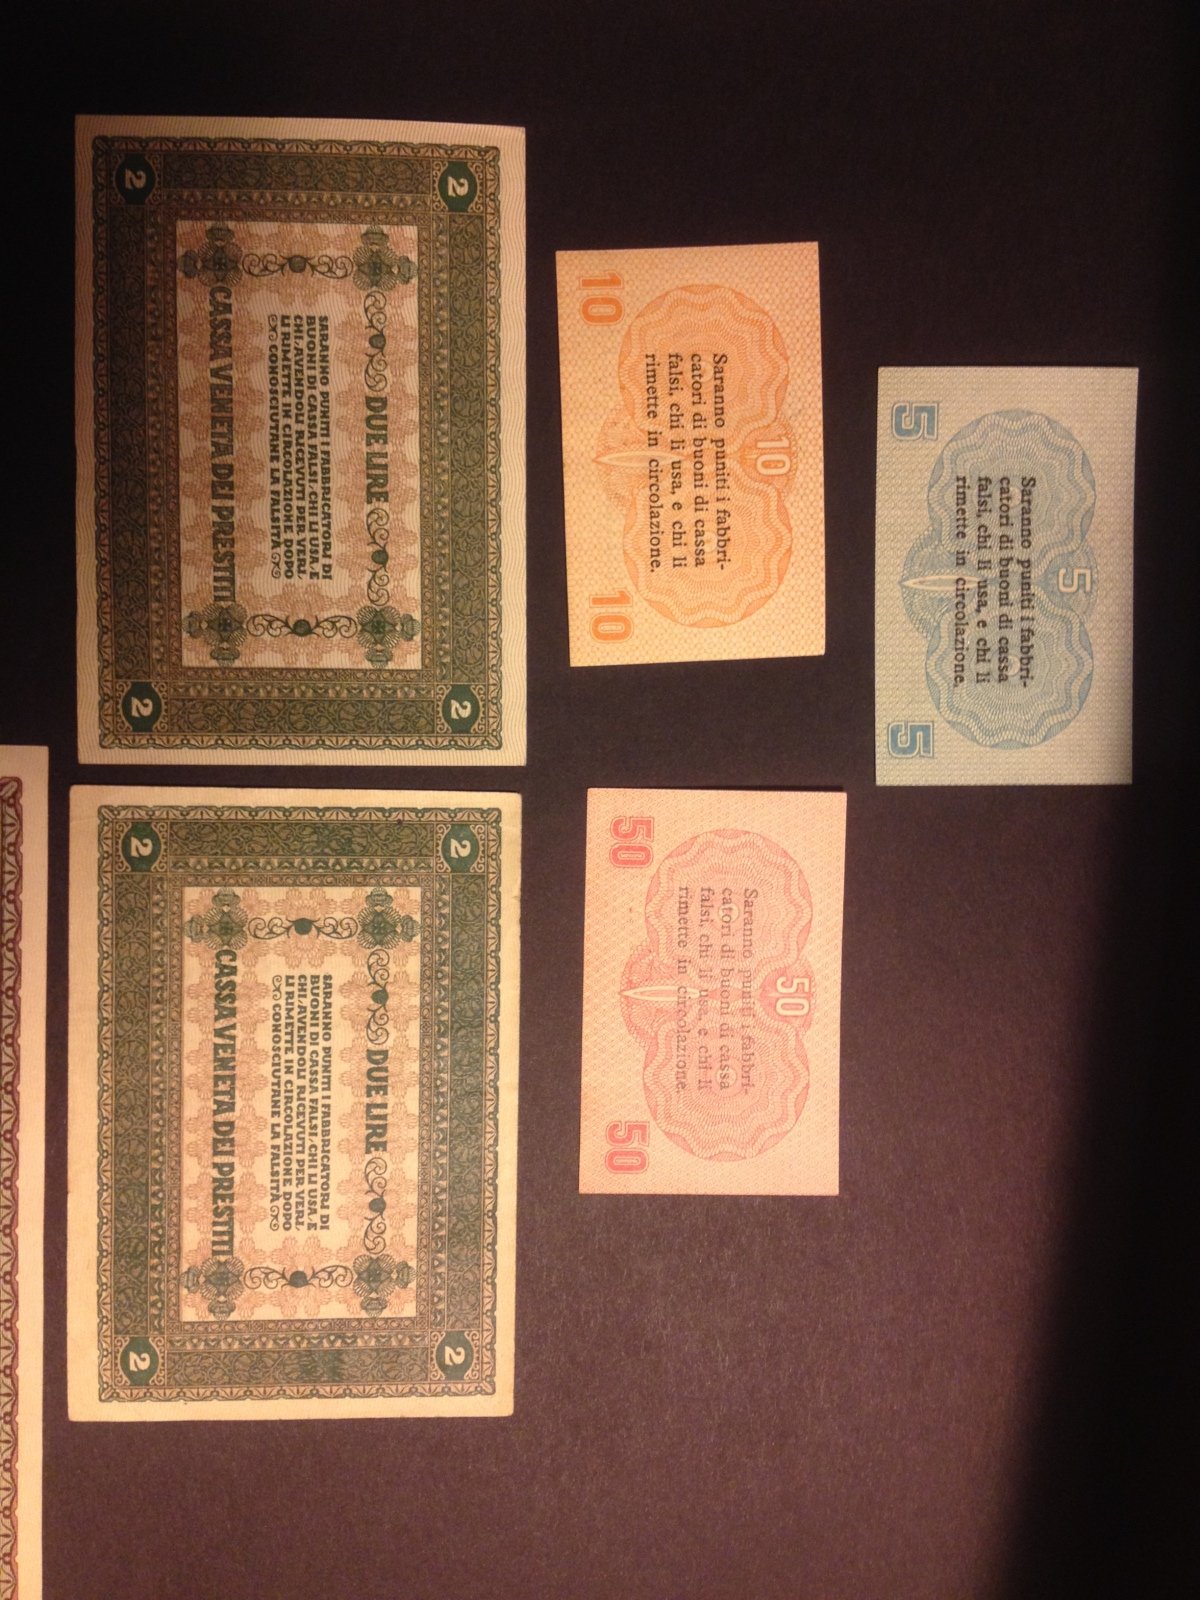 2
2
DUE LIRE
SARANNO PUNITI I FABBRICATORI DI
BUONI DI CASSA FALSI, CHI LI USA, E
CHI, AVENDOLI RICEVUTI PER VERI,
LI RIMETTE IN CIRCOLAZIONE DOPO
CONOSCIUTANE LA FALSITÀ
CASSA VENETA DEI PRESTITI
2
2
2
2
DUE LIRE
SARANNO PUNITI I FABBRICATORI DI
BUONI DI CASSA FALSI, CHI LI USA, E
CHI, AVENDOLI RICEVUTI PER VERI,
LI RIMETTE IN CIRCOLAZIONE DOPO
CONOSCIUTANE LA FALSITÀ
CASSA VENETA DEI PRESTITI
2
2
10
Saranno puniti i fabbri-
catori di buoni di cassa
falsi, chi li usa, e chi li
rimette in circolazione.
10
10
50
Saranno puniti i fabbri-
catori di buoni di cassa
falsi, chi li usa, e chi li
rimette in circolazione.
50
50
5
Saranno puniti i fabbri-
catori di buoni di cassa
falsi, chi li usa, e chi li
rimette in circolazione.
5
5